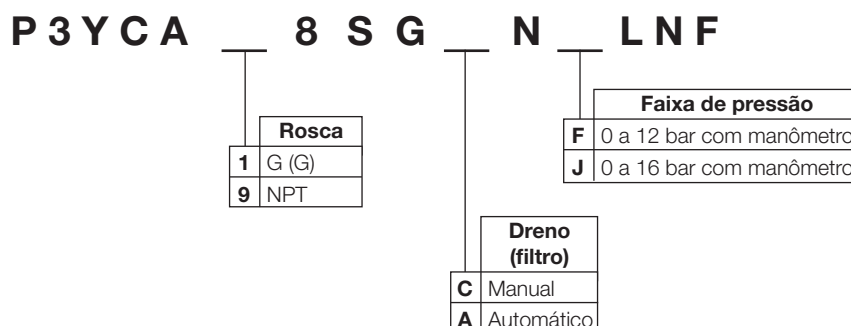 P3YCA __ 8 S G __ N __ LNF
Rosca
1 G (G)
9 NPT
Faixa de pressão
F 0 a 12 bar com manômetro
J 0 a 16 bar com manômetro
Dreno
(filtro)
C Manual
A Automático